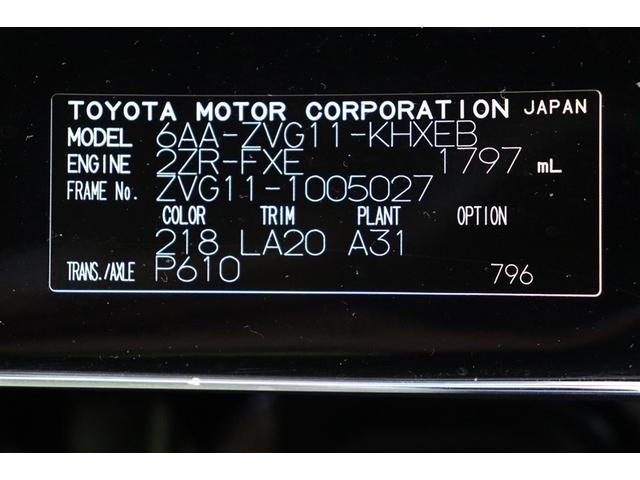 TOYOTA MOTOR CORPORATION JAPAN
MODEL 6AA-ZVG11-KHXEB
ENGINE 2ZR-FXE 1797 mL
FRAME No. ZVG11-1005027
COLOR TRIM PLANT OPTION
218 LA20 A31
TRANS./AXLE P610 796